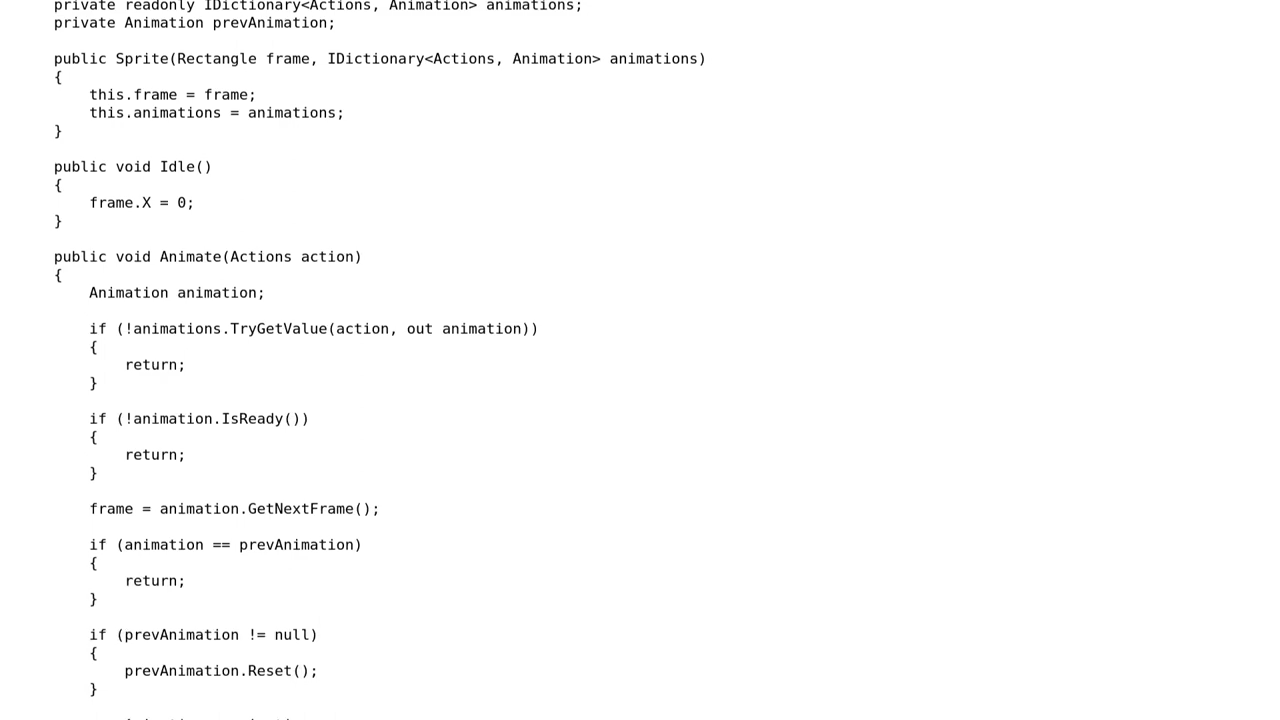 private readonly IDictionary<Actions, Animation> animations;
private Animation prevAnimation;
public Sprite(Rectangle frame, IDictionary<Actions, Animation> animations)
{
this.frame = frame;
this.animations = animations;
}
public void Idle()
{
frame.X = 0;
}
public void Animate(Actions action)
{
Animation animation;
if (!animations.TryGetValue(action, out animation))
{
return;
}
if (!animation.IsReady())
{
return;
}
frame = animation.GetNextFrame();
if (animation == prevAnimation)
{
return;
}
if (prevAnimation != null)
{
prevAnimation.Reset();
}